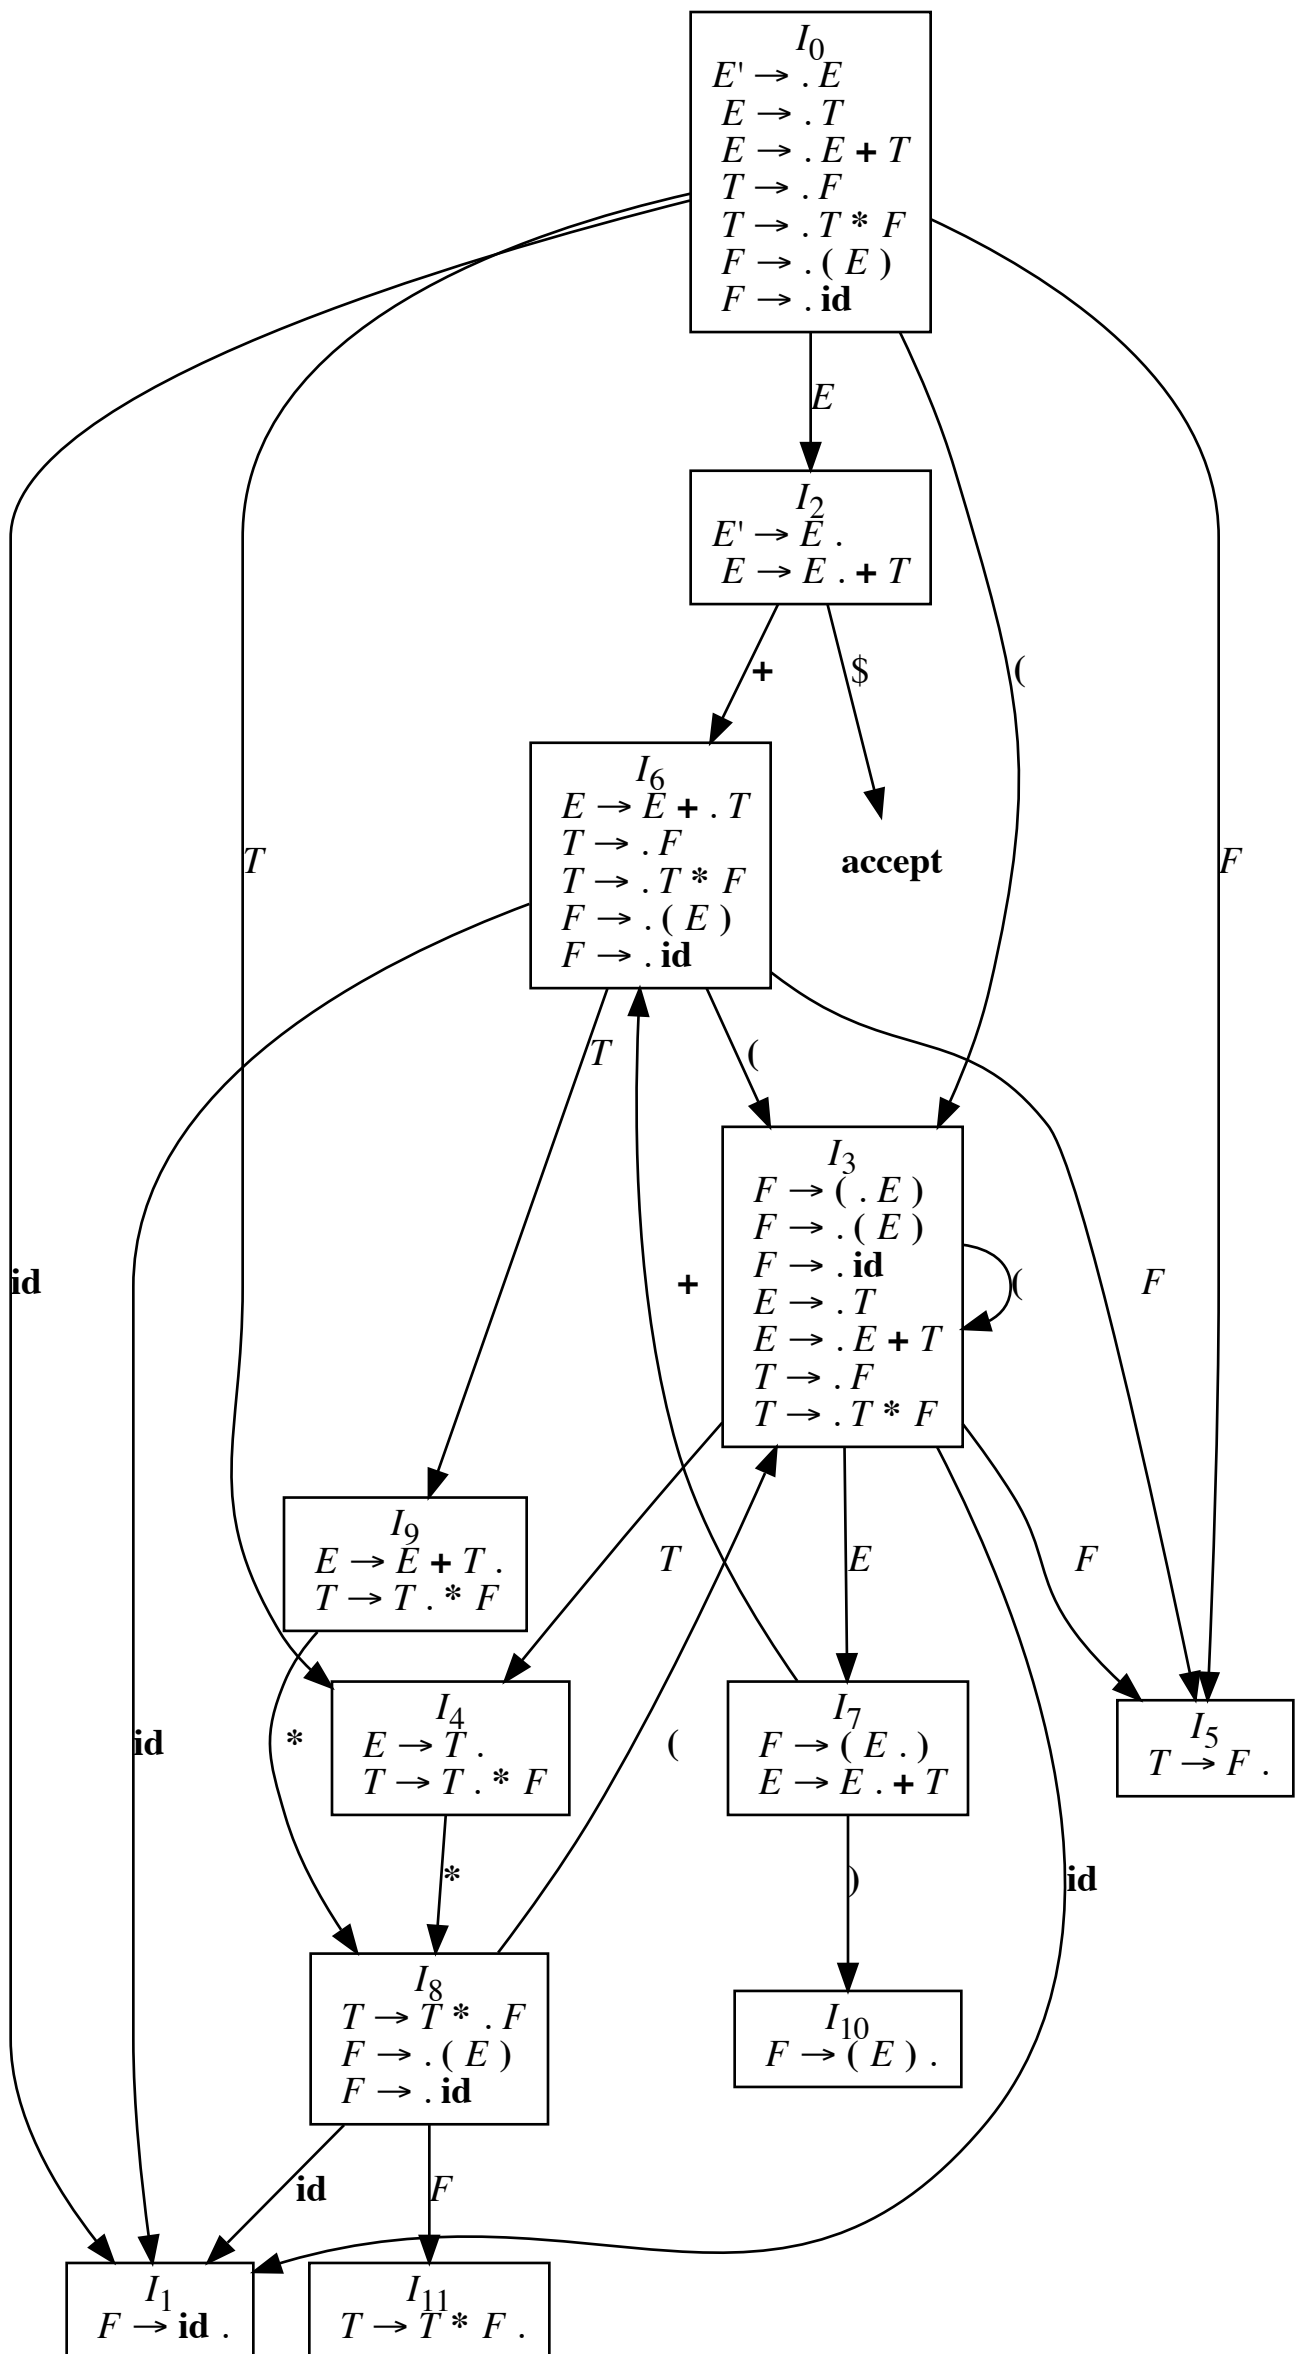 I0
E' → . E
E → . T
E → . E + T
T → . F
T → . T * F
F → . ( E )
F → . id
E
I2
E' → E .
E → E . + T
+
$
(
I6
E → E + . T
T → . F
T → . T * F
F → . ( E )
F → . id
accept
T
F
T
(
I3
F → ( . E )
F → . ( E )
F → . id
E → . T
E → . E + T
T → . F
T → . T * F
id
+
(
F
I9
E → E + T .
T → T . * F
T
E
F
I4
E → T .
T → T . * F
I7
F → ( E . )
E → E . + T
I5
T → F .
id
*
(
*
)
id
I8
T → T * . F
F → . ( E )
F → . id
I10
F → ( E ) .
id
F
I1
F → id .
I11
T → T * F .